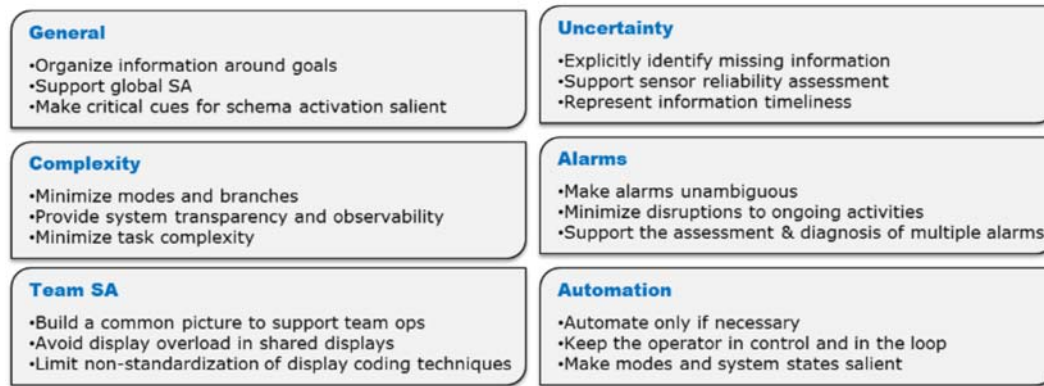 General
•Organize information around goals
•Support global SA
•Make critical cues for schema activation salient
Uncertainty
•Explicitly identify missing information
•Support sensor reliability assessment
•Represent information timeliness
Complexity
•Minimize modes and branches
•Provide system transparency and observability
•Minimize task complexity
Alarms
•Make alarms unambiguous
•Minimize disruptions to ongoing activities
•Support the assessment & diagnosis of multiple alarms
Team SA
•Build a common picture to support team ops
•Avoid display overload in shared displays
•Limit non-standardization of display coding techniques
Automation
•Automate only if necessary
•Keep the operator in control and in the loop
•Make modes and system states salient